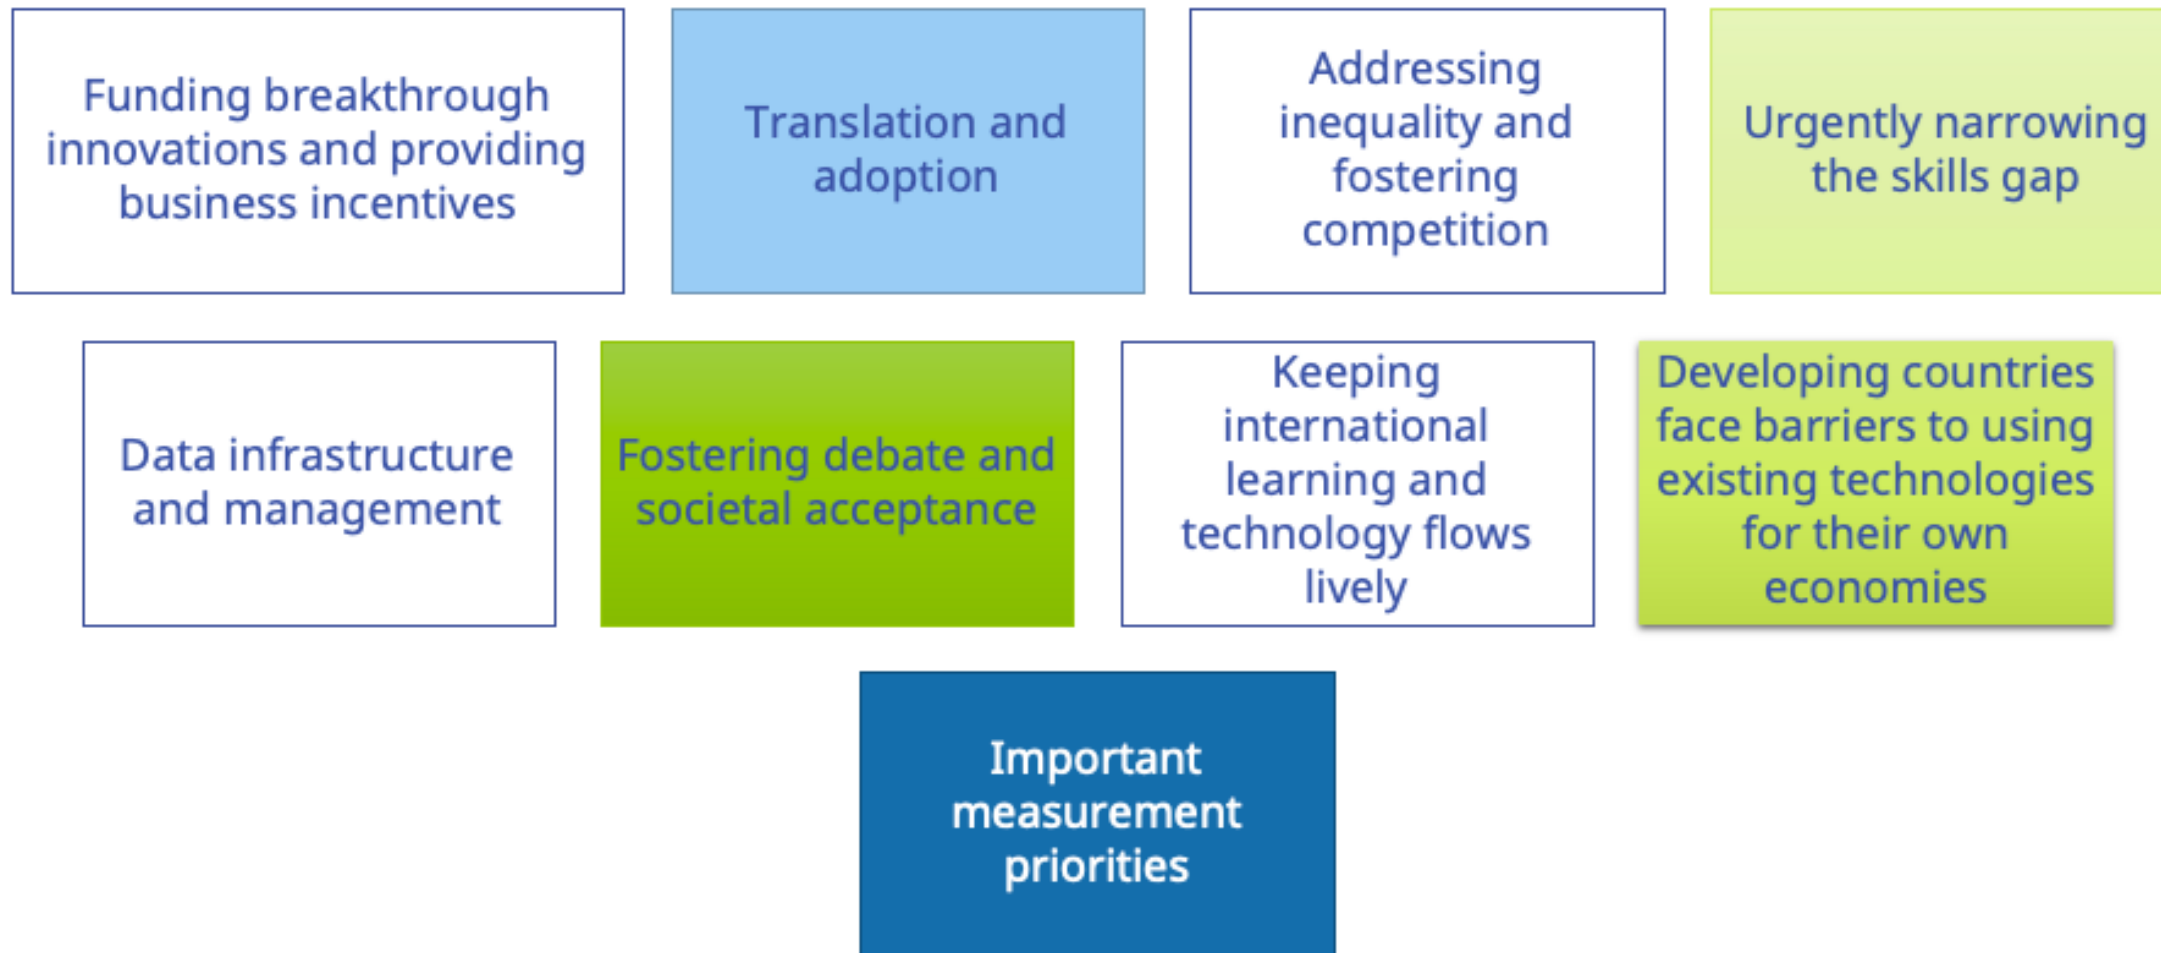 Funding breakthrough
innovations and providing
business incentives
Translation and
adoption
Addressing
inequality and
fostering
competition
Urgently narrowing
the skills gap
Data infrastructure
and management
Fostering debate and
societal acceptance
Keeping
international
learning and
technology flows
lively
Developing countries
face barriers to using
existing technologies
for their own
economies
Important
measurement
priorities